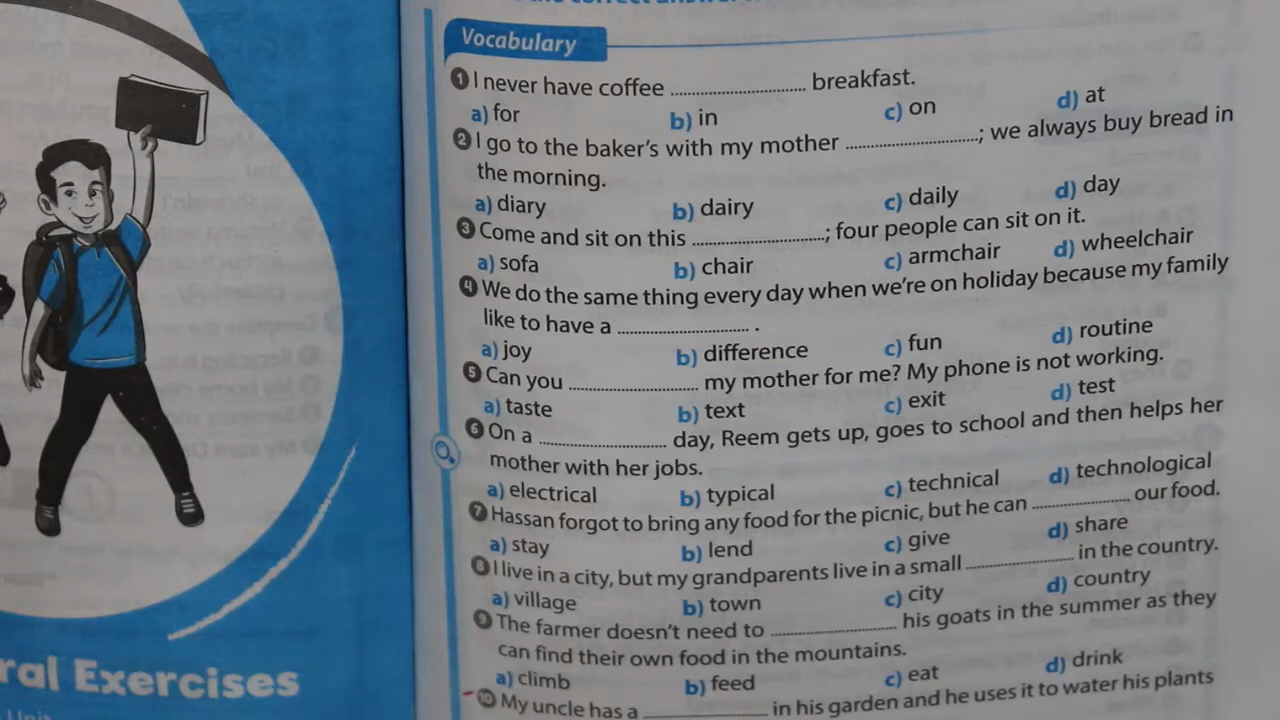 the correct answer
Vocabulary
1 I never have coffee .............................. breakfast.
a) for b) in c) on d) at
2 I go to the baker's with my mother ..............................; we always buy bread in
the morning.
a) diary b) dairy c) daily d) day
3 Come and sit on this ..............................; four people can sit on it.
a) sofa b) chair c) armchair d) wheelchair
4 We do the same thing every day when we're on holiday because my family
like to have a .............................. .
a) joy b) difference c) fun d) routine
5 Can you .............................. my mother for me? My phone is not working.
a) taste b) text c) exit d) test
6 On a .............................. day, Reem gets up, goes to school and then helps her
mother with her jobs.
a) electrical b) typical c) technical d) technological
7 Hassan forgot to bring any food for the picnic, but he can .............................. our food.
a) stay b) lend c) give d) share
8 I live in a city, but my grandparents live in a small .............................. in the country.
a) village b) town c) city d) country
9 The farmer doesn't need to .............................. his goats in the summer as they
can find their own food in the mountains.
a) climb b) feed c) eat d) drink
10 My uncle has a .............................. in his garden and he uses it to water his plants
ral Exercises